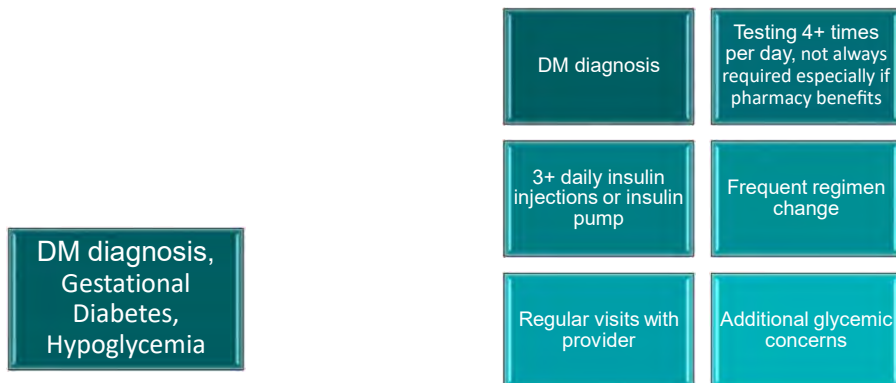 DM diagnosis,
Gestational
Diabetes,
Hypoglycemia
DM diagnosis
Testing 4+ times
per day, not always
required especially if
pharmacy benefits
3+ daily insulin
injections or insulin
pump
Frequent regimen
change
Regular visits with
provider
Additional glycemic
concerns